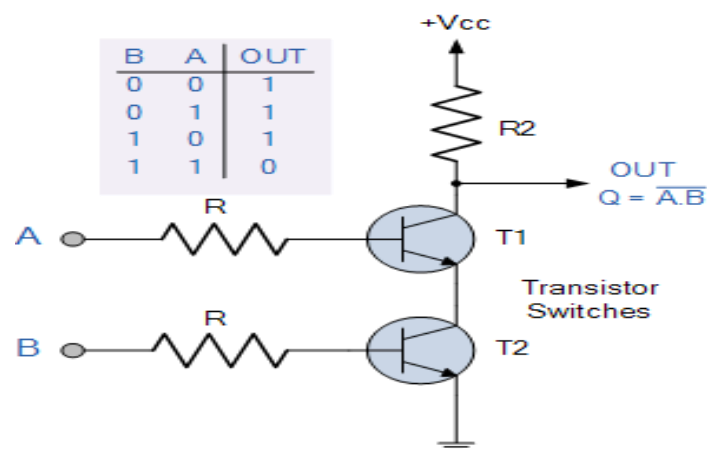 +Vcc
B A OUT
0 0 1
0 1 1
1 0 1
1 1 0
R2
OUT
Q = \overline{A.B}
R
A
T1
Transistor
Switches
R
B
T2